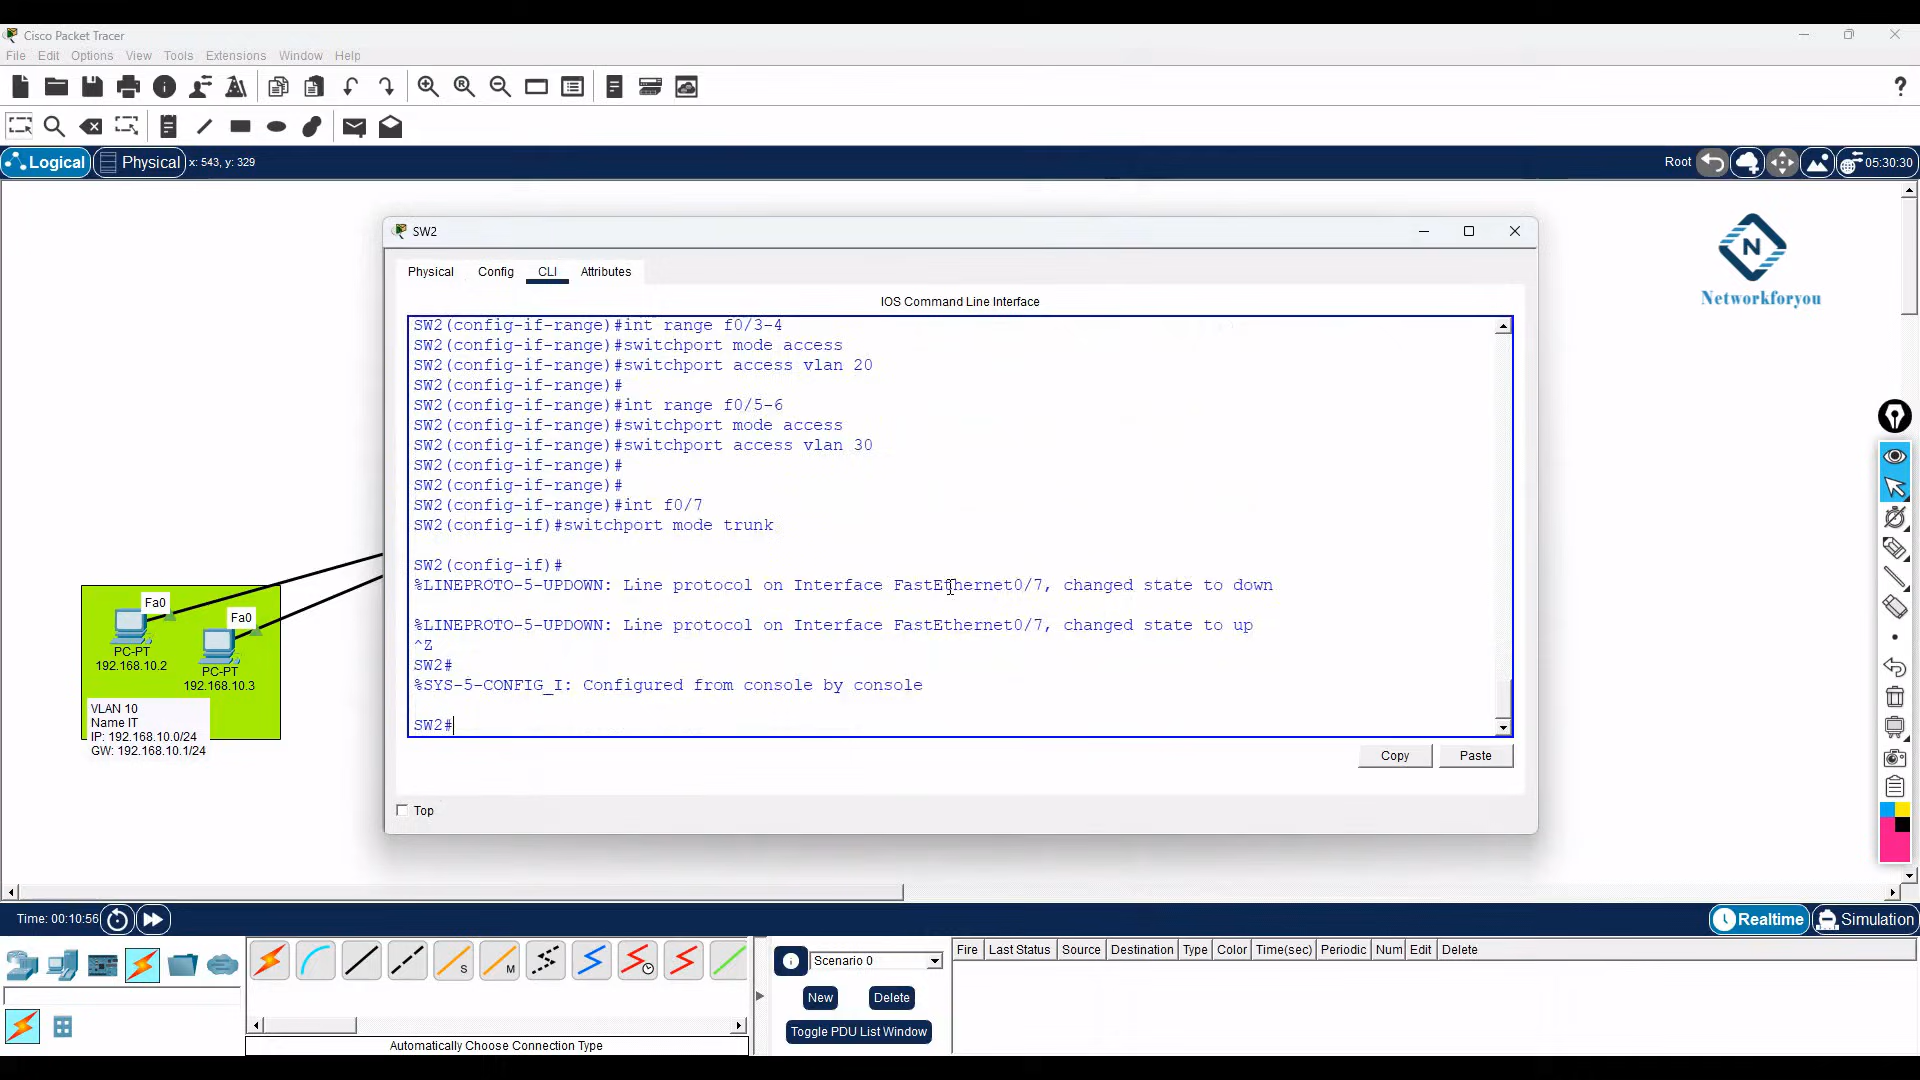 Cisco Packet Tracer
File Edit Options View Tools Extensions Window Help
?
Logical Physical x: 543, y: 329
Root 05:30:30
N
Networkforyou
SW2
Physical Config CLI Attributes
IOS Command Line Interface
SW2(config-if-range)#int range f0/3-4
SW2(config-if-range)#switchport mode access
SW2(config-if-range)#switchport access vlan 20
SW2(config-if-range)#
SW2(config-if-range)#int range f0/5-6
SW2(config-if-range)#switchport mode access
SW2(config-if-range)#switchport access vlan 30
SW2(config-if-range)#
SW2(config-if-range)#
SW2(config-if-range)#int f0/7
SW2(config-if)#switchport mode trunk
SW2(config-if)#
%LINEPROTO-5-UPDOWN: Line protocol on Interface FastEthernet0/7, changed state to down
%LINEPROTO-5-UPDOWN: Line protocol on Interface FastEthernet0/7, changed state to up
^Z
SW2#
%SYS-5-CONFIG_I: Configured from console by console
SW2#
Copy Paste
Top
Fa0
Fa0
PC-PT
192.168.10.2
PC-PT
192.168.10.3
VLAN 10
Name IT
IP: 192.168.10.0/24
GW: 192.168.10.1/24
Time: 00:10:56
Realtime Simulation
S
M
Automatically Choose Connection Type
Scenario 0
New Delete
Toggle PDU List Window
Fire Last Status Source Destination Type Color Time(sec) Periodic Num Edit Delete